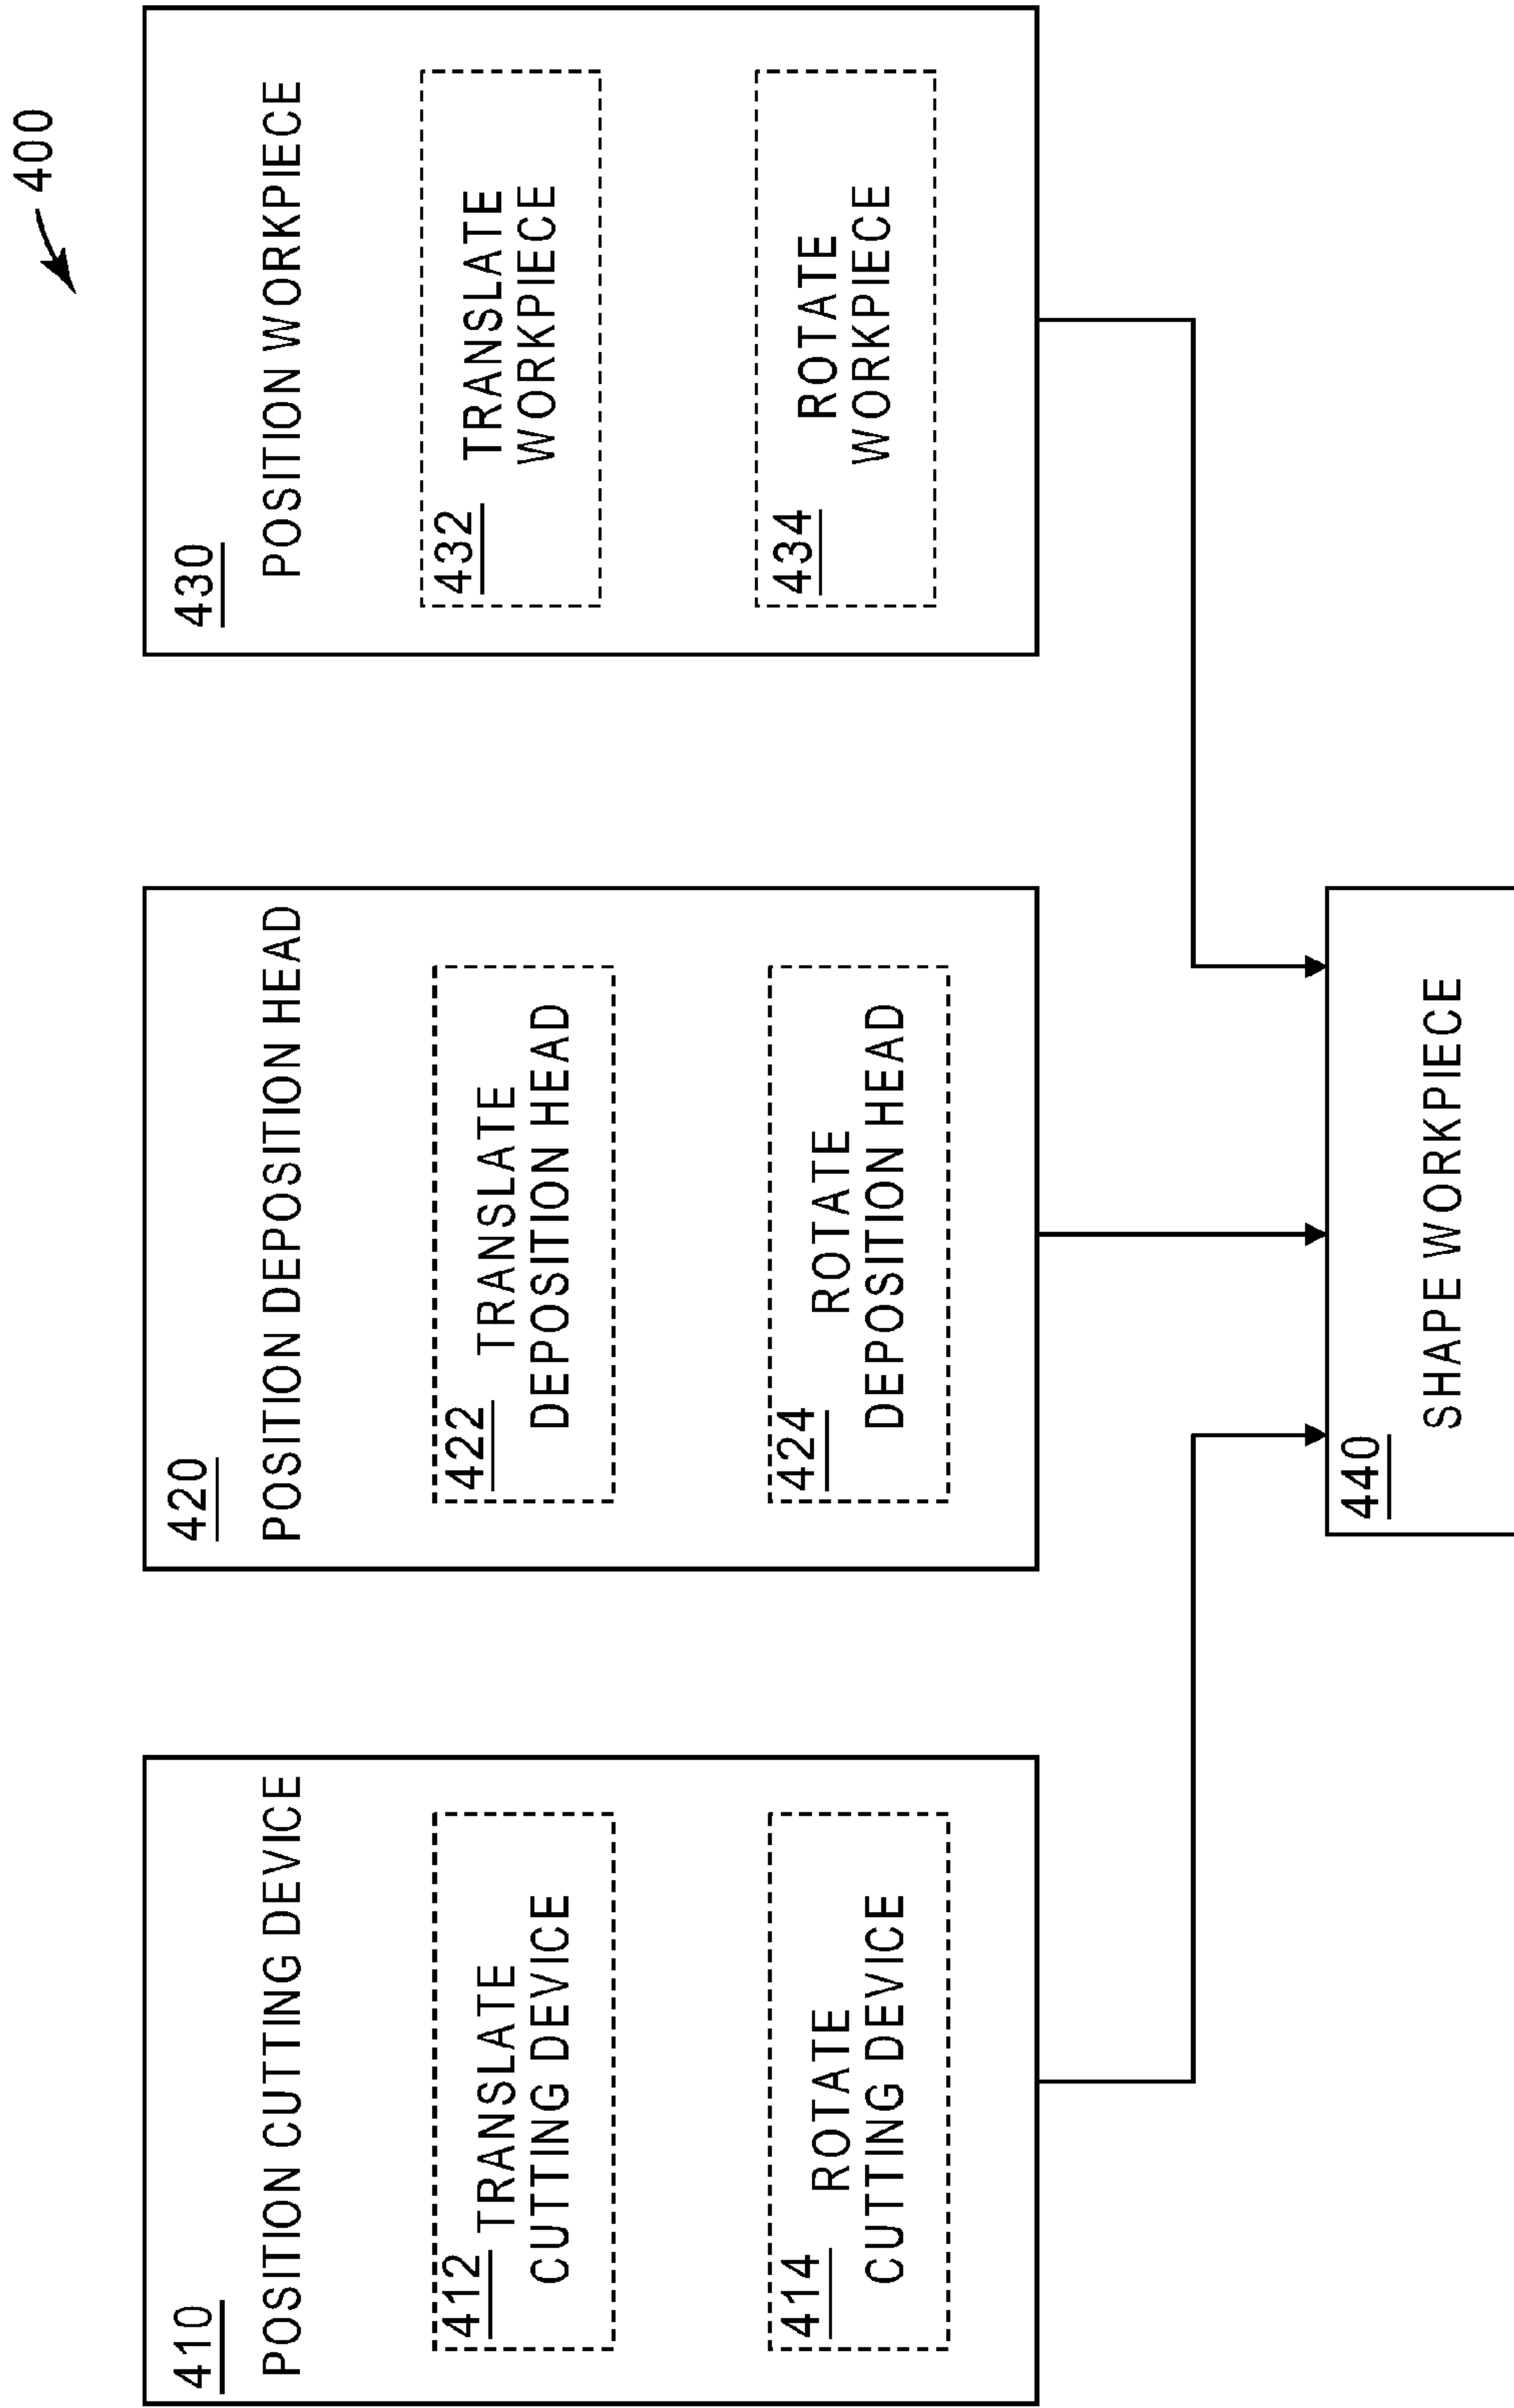 400
410
POSITION CUTTING DEVICE
412
TRANSLATE
CUTTING DEVICE
414
ROTATE
CUTTING DEVICE
420
POSITION DEPOSITION HEAD
422
TRANSLATE
DEPOSITION HEAD
424
ROTATE
DEPOSITION HEAD
430
POSITION WORKPIECE
432
TRANSLATE
WORKPIECE
434
ROTATE
WORKPIECE
440
SHAPE WORKPIECE